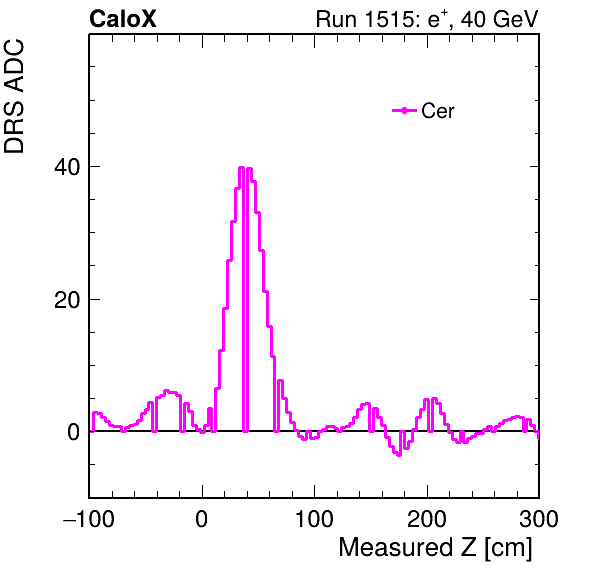 CaloX Run 1515: e⁺, 40 GeV
DRS ADC
Cer
40
20
0
−100 0 100 200 300
Measured Z [cm]